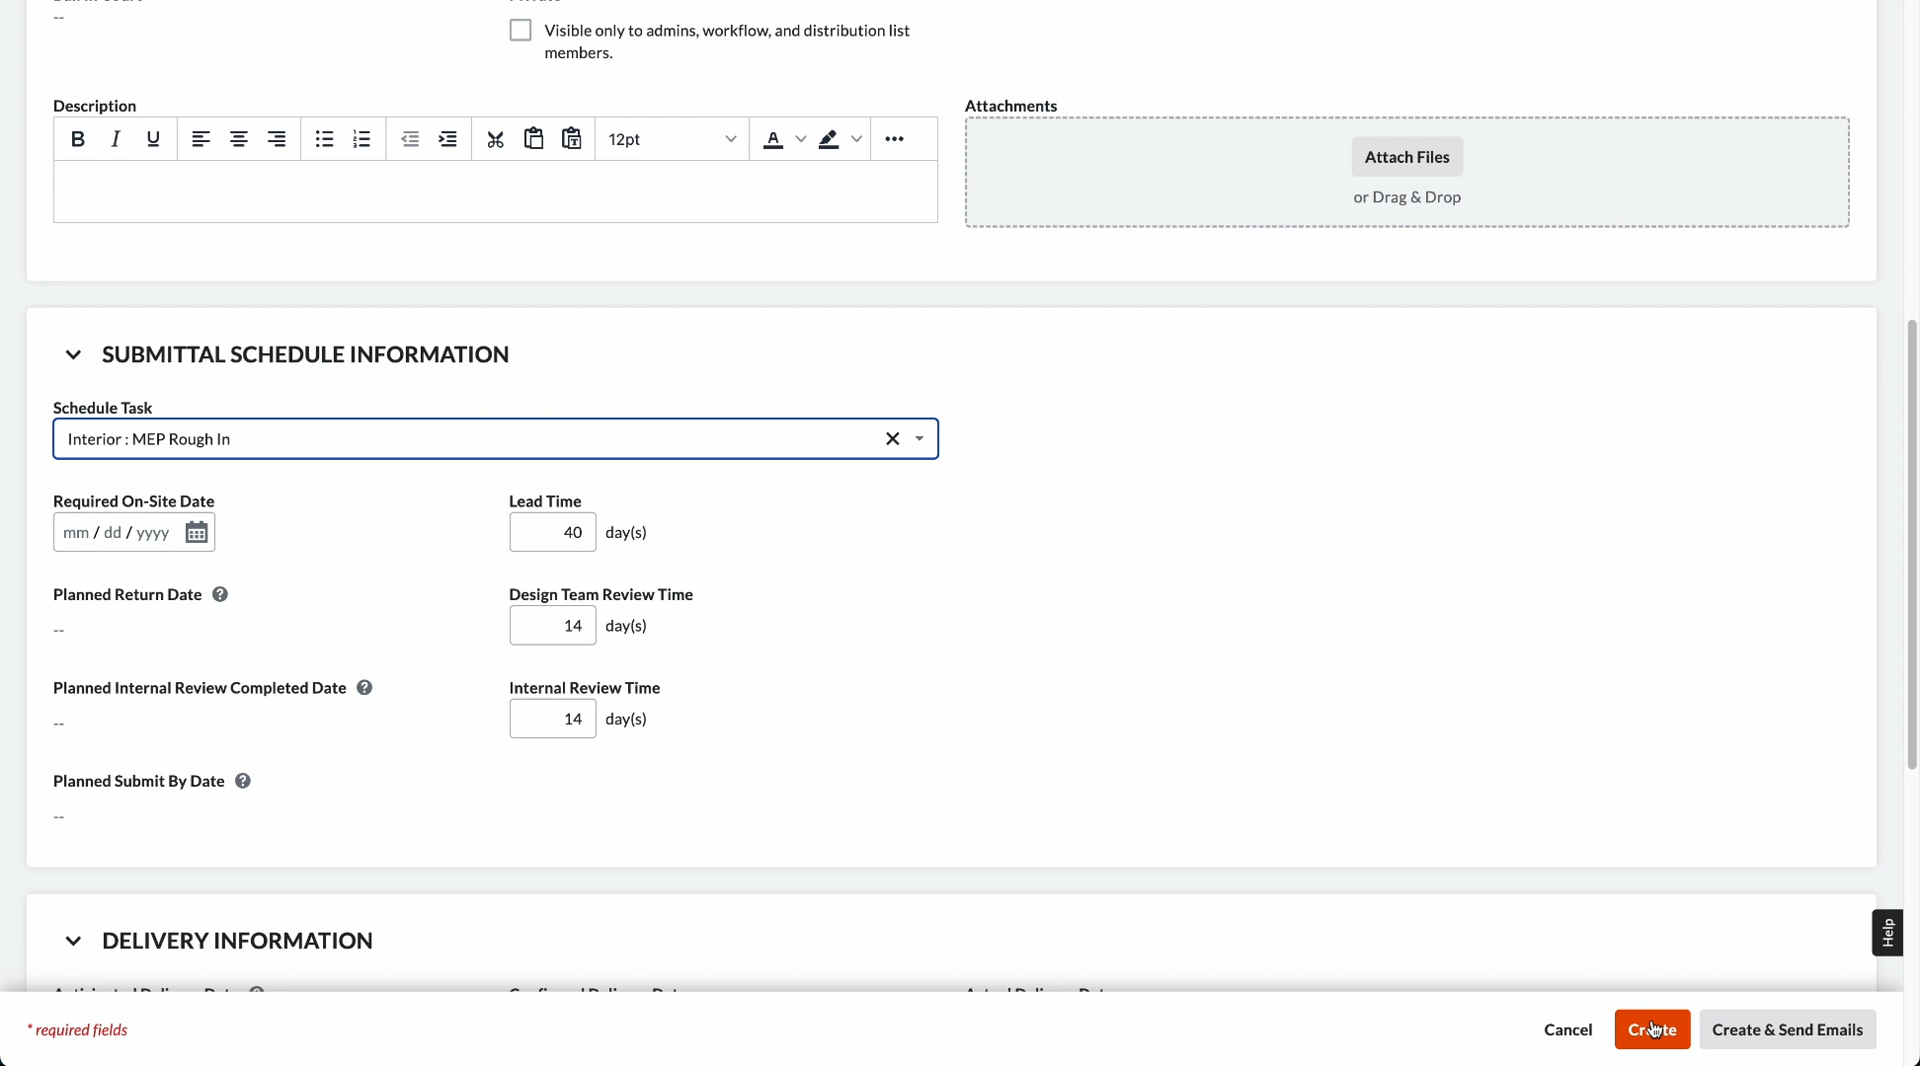 --
Visible only to admins, workflow, and distribution list
members.
Description
Attachments
B I U 12pt A
Attach Files
or Drag & Drop
SUBMITTAL SCHEDULE INFORMATION
Schedule Task
Interior : MEP Rough In
Required On-Site Date
Lead Time
mm / dd / yyyy
40 day(s)
Planned Return Date
Design Team Review Time
--
14 day(s)
Planned Internal Review Completed Date
Internal Review Time
--
14 day(s)
Planned Submit By Date
--
Help
DELIVERY INFORMATION
* required fields
Cancel
Create
Create & Send Emails